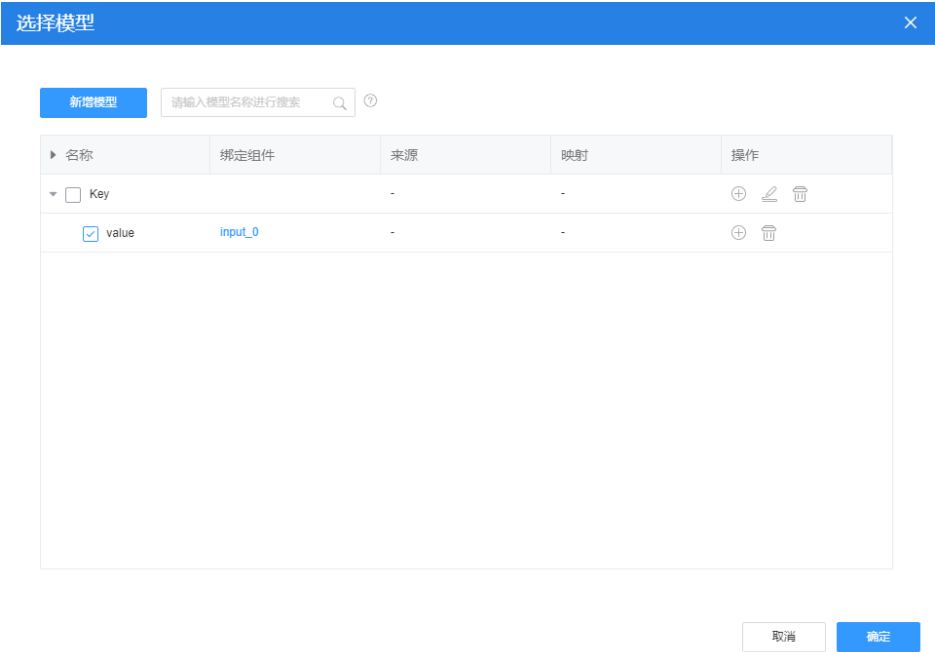 选择模型
新增模型 请输入模型名称进行搜索
名称 绑定组件 来源 映射 操作
Key - -
value input_0 - -
取消 确定